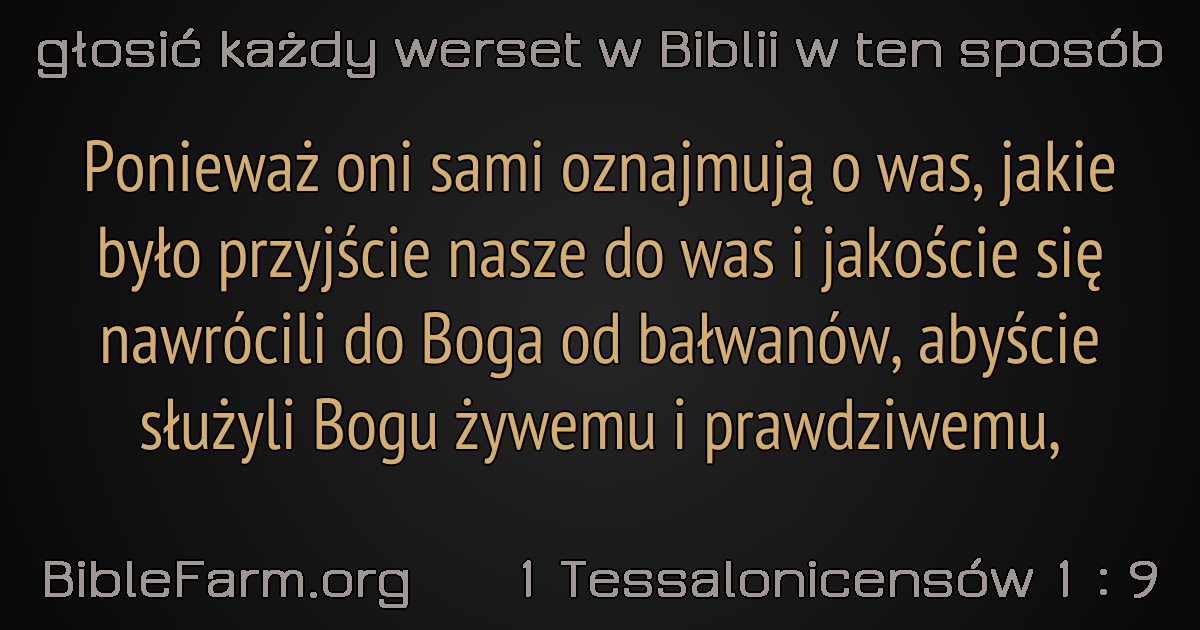 głosić każdy werset w Biblii w ten sposób
Ponieważ oni sami oznajmują o was, jakie
było przyjście nasze do was i jakoście się
nawrócili do Boga od bałwanów, abyście
służyli Bogu żywemu i prawdziwemu,
BibleFarm.org 1 Tessalonicensów 1 : 9